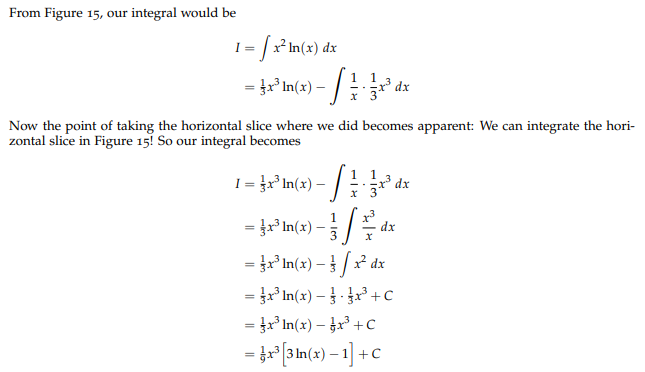 From Figure 15, our integral would be
I = ∫ x² ln(x) dx
= ⅓x³ ln(x) − ∫ 1/x · 1/3 x³ dx
Now the point of taking the horizontal slice where we did becomes apparent: We can integrate the hori-
zontal slice in Figure 15! So our integral becomes
I = ⅓x³ ln(x) − ∫ 1/x · 1/3 x³ dx
= ⅓x³ ln(x) − 1/3 ∫ x³/x dx
= ⅓x³ ln(x) − ⅓ ∫ x² dx
= ⅓x³ ln(x) − ⅓ · ⅓x³ + C
= ⅓x³ ln(x) − ⅑x³ + C
= ⅑x³[3 ln(x) − 1] + C